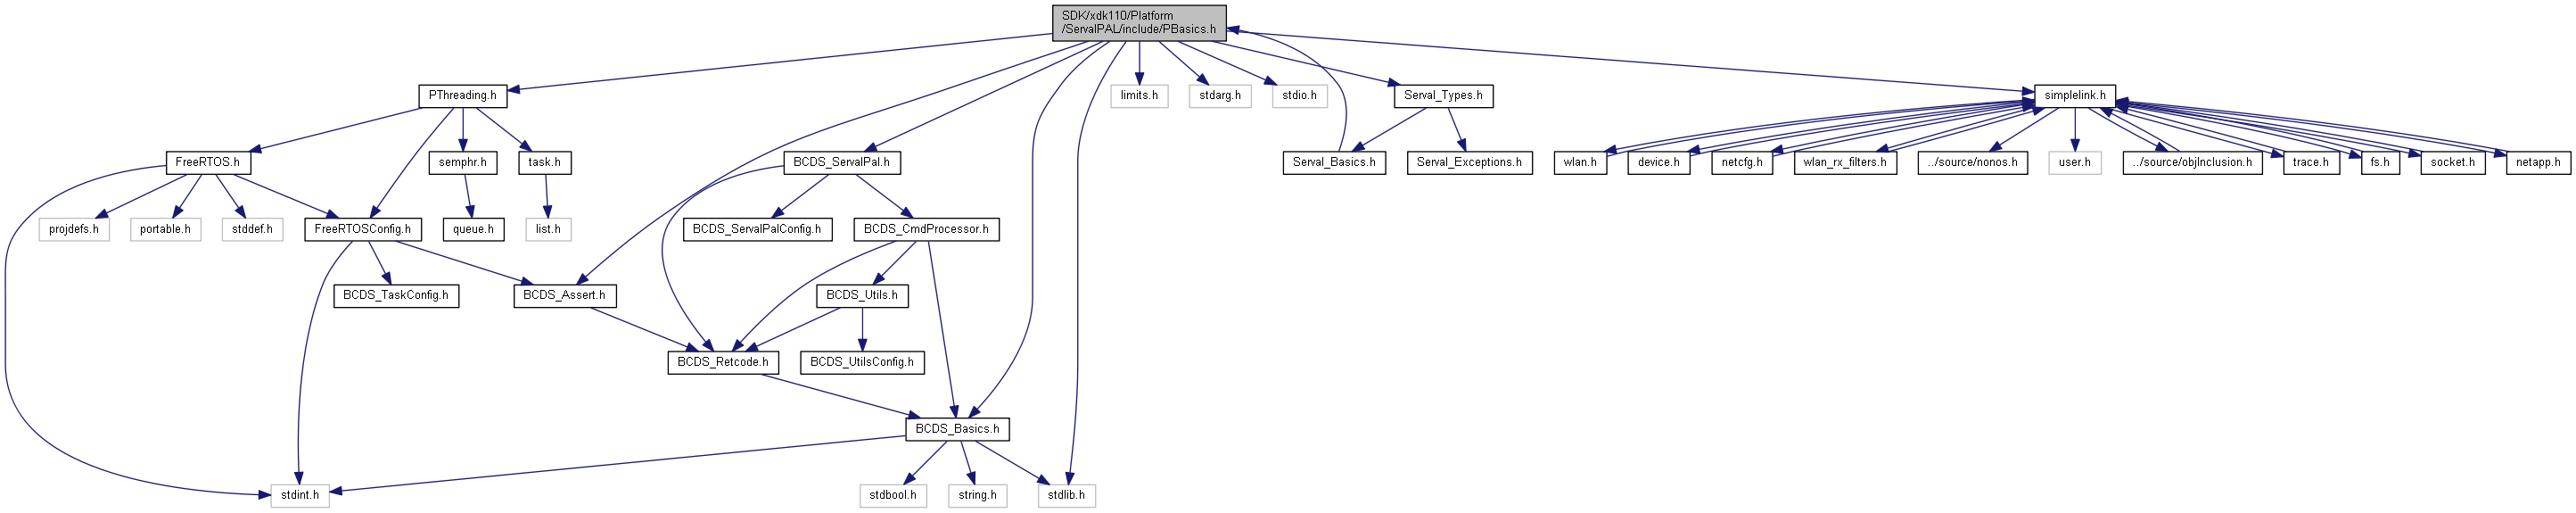 SDK/xdk110/Platform
/ServalPAL/include/PBasics.h
PThreading.h
limits.h
stdarg.h
stdio.h
Serval_Types.h
simplelink.h
FreeRTOS.h
semphr.h
task.h
BCDS_ServalPal.h
Serval_Basics.h
Serval_Exceptions.h
wlan.h
device.h
netcfg.h
wlan_rx_filters.h
../source/nonos.h
user.h
../source/objInclusion.h
trace.h
fs.h
socket.h
netapp.h
projdefs.h
portable.h
stddef.h
FreeRTOSConfig.h
queue.h
list.h
BCDS_ServalPalConfig.h
BCDS_CmdProcessor.h
BCDS_TaskConfig.h
BCDS_Assert.h
BCDS_Utils.h
BCDS_Retcode.h
BCDS_UtilsConfig.h
BCDS_Basics.h
stdint.h
stdbool.h
string.h
stdlib.h